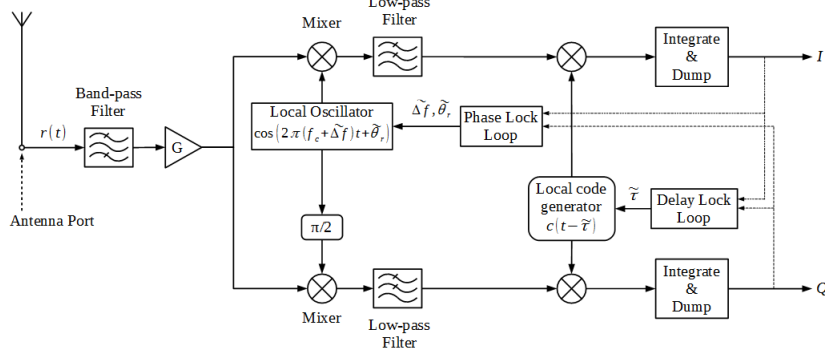 Low-pass
Filter
Mixer
Integrate
&
Dump
I
Band-pass
Filter
r(t)
G
Local Oscillator
cos(2π(f_c+Δ̃f)t+θ̃_r)
Δ̃f, θ̃_r
Phase Lock
Loop
Antenna Port
π/2
Local code
generator
c(t−τ̃)
τ̃
Delay Lock
Loop
Mixer
Low-pass
Filter
Integrate
&
Dump
Q